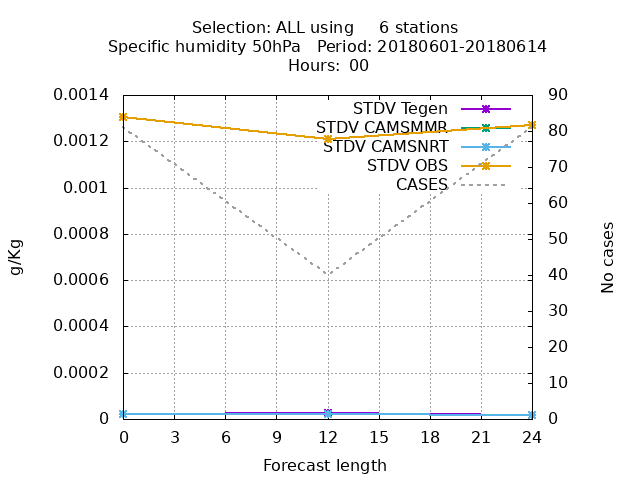 Selection: ALL using     6 stations
Specific humidity 50hPa   Period: 20180601-20180614
Hours: 00
0.0014
0.0012
0.001
0.0008
0.0006
0.0004
0.0002
0
g/Kg
STDV Tegen
STDV CAMSMMR
STDV CAMSNRT
STDV OBS
CASES
90
80
70
60
50
40
30
20
10
0
No cases
0 3 6 9 12 15 18 21 24
Forecast length